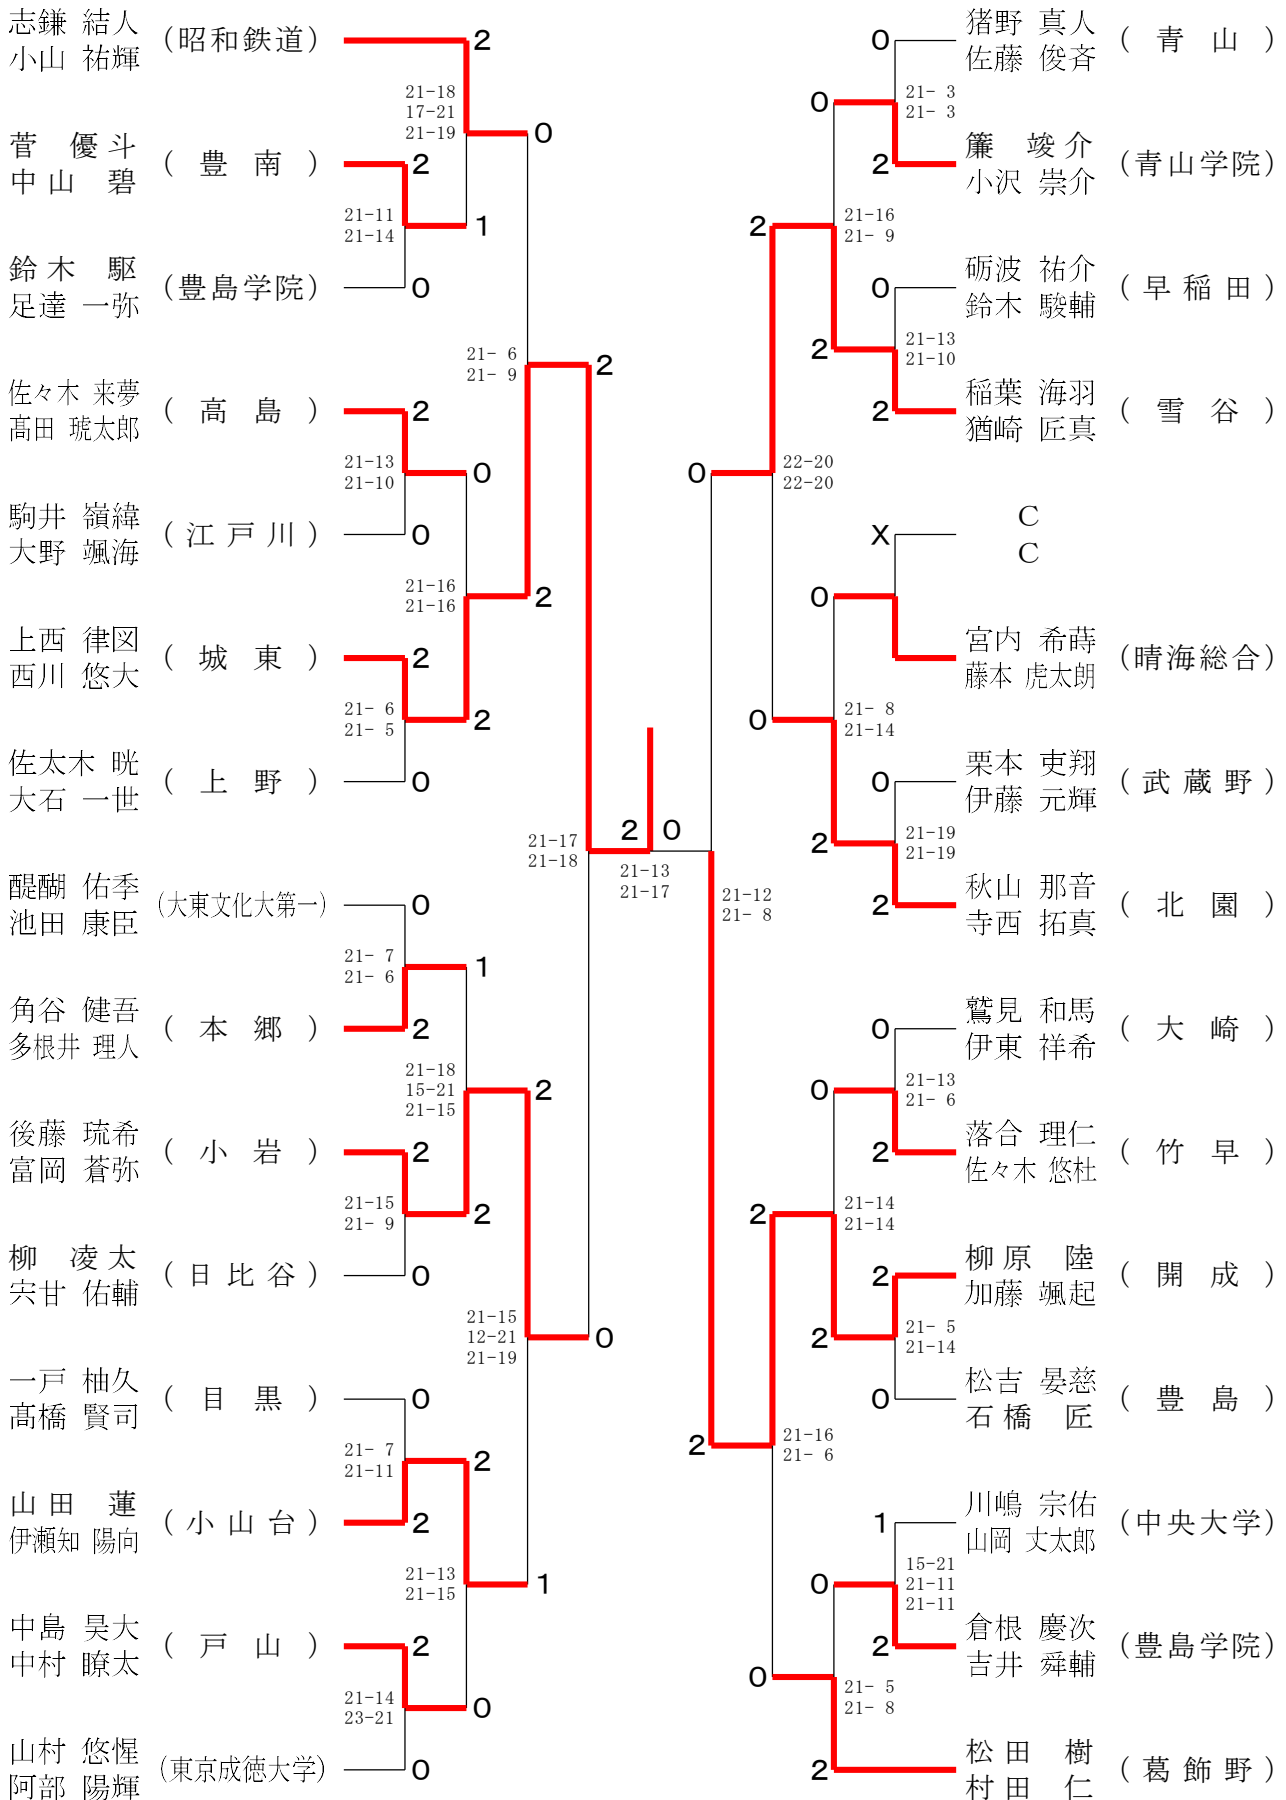 志鎌 結人
小山 祐輝
(昭和鉄道)
2
21-18
17-21
21-19
0
菅 優斗
中山 碧
( 豊 南 )
2
21-11
21-14
1
鈴木 駆
足達 一弥
(豊島学院)
0
21- 6
21- 9
2
佐々木 来夢
髙田 琥太郎
( 高 島 )
2
21-13
21-10
0
駒井 嶺緯
大野 颯海
( 江 戸 川 )
0
21-16
21-16
2
上西 律図
西川 悠大
( 城 東 )
2
21- 6
21- 5
2
佐太木 晄
大石 一世
( 上 野 )
0
21-17
21-18
2 0
21-13
21-17
醍醐 佑季
池田 康臣
(大東文化大第一)
0
21- 7
21- 6
1
角谷 健吾
多根井 理人
( 本 郷 )
2
21-18
15-21
21-15
2
後藤 琉希
富岡 蒼弥
( 小 岩 )
2
21-15
21- 9
2
柳 凌太
宍甘 佑輔
( 日 比 谷 )
0
21-15
12-21
21-19
0
一戸 柚久
髙橋 賢司
( 目 黒 )
0
21- 7
21-11
2
山田 蓮
伊瀬知 陽向
( 小 山 台 )
2
21-13
21-15
1
中島 昊大
中村 瞭太
( 戸 山 )
2
21-14
23-21
0
山村 悠惺
阿部 陽輝
(東京成徳大学)
0
猪野 真人
佐藤 俊斉
( 青 山 )
0
21- 3
21- 3
0
簾 竣介
小沢 崇介
(青山学院)
2
21-16
21- 9
2
砺波 祐介
鈴木 駿輔
( 早 稲 田 )
0
21-13
21-10
2
稲葉 海羽
猶崎 匠真
( 雪 谷 )
2
22-20
22-20
0
C
C
X
0
宮内 希蒔
藤本 虎太朗
(晴海総合)
21- 8
21-14
0
栗本 吏翔
伊藤 元輝
( 武 蔵 野 )
0
21-19
21-19
2
秋山 那音
寺西 拓真
( 北 園 )
2
21-12
21- 8
鷲見 和馬
伊東 祥希
( 大 崎 )
0
21-13
21- 6
0
落合 理仁
佐々木 悠杜
( 竹 早 )
2
21-14
21-14
2
柳原 陸
加藤 颯起
( 開 成 )
2
21- 5
21-14
2
松吉 晏慈
石橋 匠
( 豊 島 )
0
21-16
21- 6
2
川嶋 宗佑
山岡 丈太郎
(中央大学)
1
15-21
21-11
21-11
0
倉根 慶次
吉井 舜輔
(豊島学院)
2
21- 5
21- 8
0
松田 樹
村田 仁
( 葛 飾 野 )
2